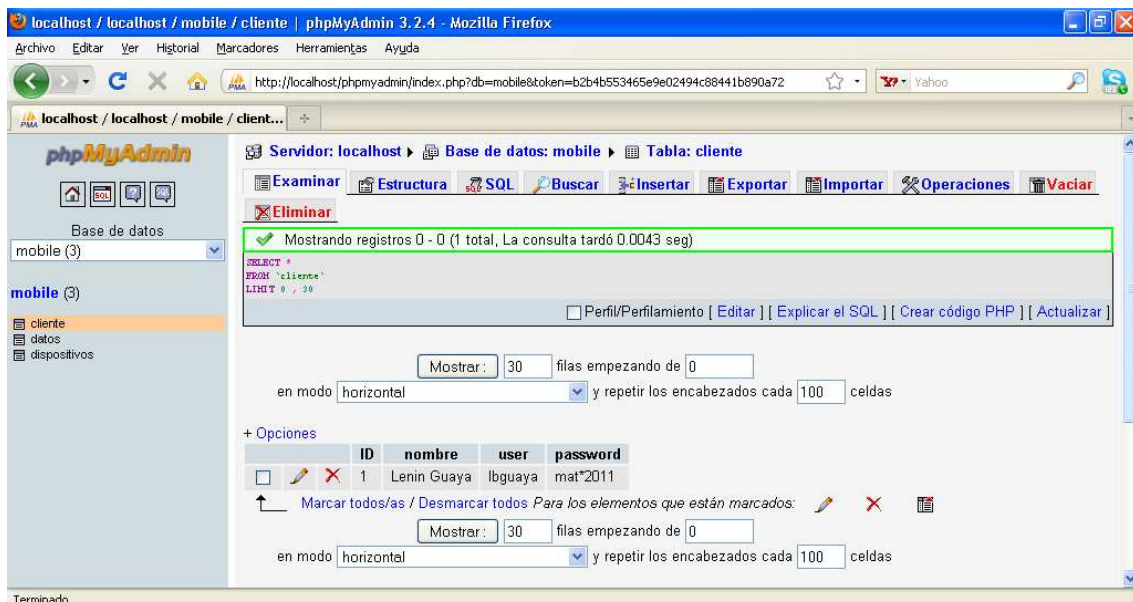 localhost / localhost / mobile / cliente | phpMyAdmin 3.2.4 - Mozilla Firefox
Archivo Editar Ver Historial Marcadores Herramientas Ayuda
http://localhost/phpmyadmin/index.php?db=mobile&token=b2b4b553465e9e02494c88441b890a72 Yahoo
localhost / localhost / mobile / client...
phpMyAdmin
Base de datos
mobile (3)
mobile (3)
cliente
datos
dispositivos
Servidor: localhost Base de datos: mobile Tabla: cliente
Examinar Estructura SQL Buscar Insertar Exportar Importar Operaciones Vaciar
Eliminar
Mostrando registros 0 - 0 (1 total, La consulta tardó 0.0043 seg)
SELECT *
FROM `cliente`
LIMIT 0 , 30
Perfil/Perfilamiento [ Editar ] [ Explicar el SQL ] [ Crear código PHP ] [ Actualizar ]
Mostrar : 30 filas empezando de 0
en modo horizontal y repetir los encabezados cada 100 celdas
+ Opciones
ID nombre user password
1 Lenin Guaya lbguaya mat*2011
Marcar todos/as / Desmarcar todos Para los elementos que están marcados:
Mostrar : 30 filas empezando de 0
en modo horizontal y repetir los encabezados cada 100 celdas
Terminado